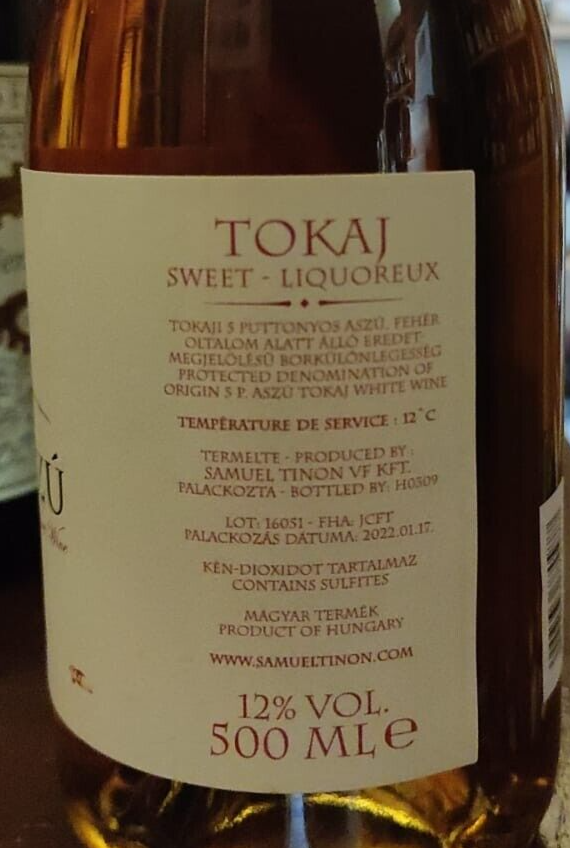 TOKAJ
SWEET - LIQUOREUX
TOKAJI 5 PUTTONYOS ASZÚ, FEHÉR
OLTALOM ALATT ÁLLÓ EREDET
MEGJELÖLÉSŰ BORKÜLÖNLEGESSÉG
PROTECTED DENOMINATION OF
ORIGIN 5 P. ASZÚ TOKAJ WHITE WINE
TEMPÉRATURE DE SERVICE : 12°C
TERMELTE - PRODUCED BY :
SAMUEL TINON VF KFT.
PALACKOZTA - BOTTLED BY: H0509
LOT: 16051 - FHA: JCFT
PALACKOZÁS DÁTUMA: 2022.01.17.
KÉN-DIOXIDOT TARTALMAZ
CONTAINS SULFITES
MAGYAR TERMÉK
PRODUCT OF HUNGARY
WWW.SAMUELTINON.COM
12% VOL.
500 ML e
ZÚ
Wine